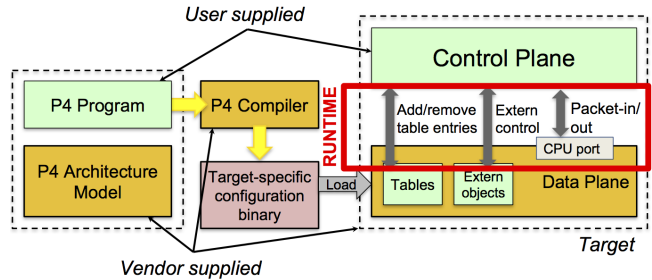 User supplied
Control Plane
P4 Program
P4 Compiler
RUNTIME
Add/remove
table entries
Extern
control
Packet-in/
out
CPU port
P4 Architecture
Model
Target-specific
configuration
binary
Load
Tables
Extern
objects
Data Plane
Vendor supplied
Target